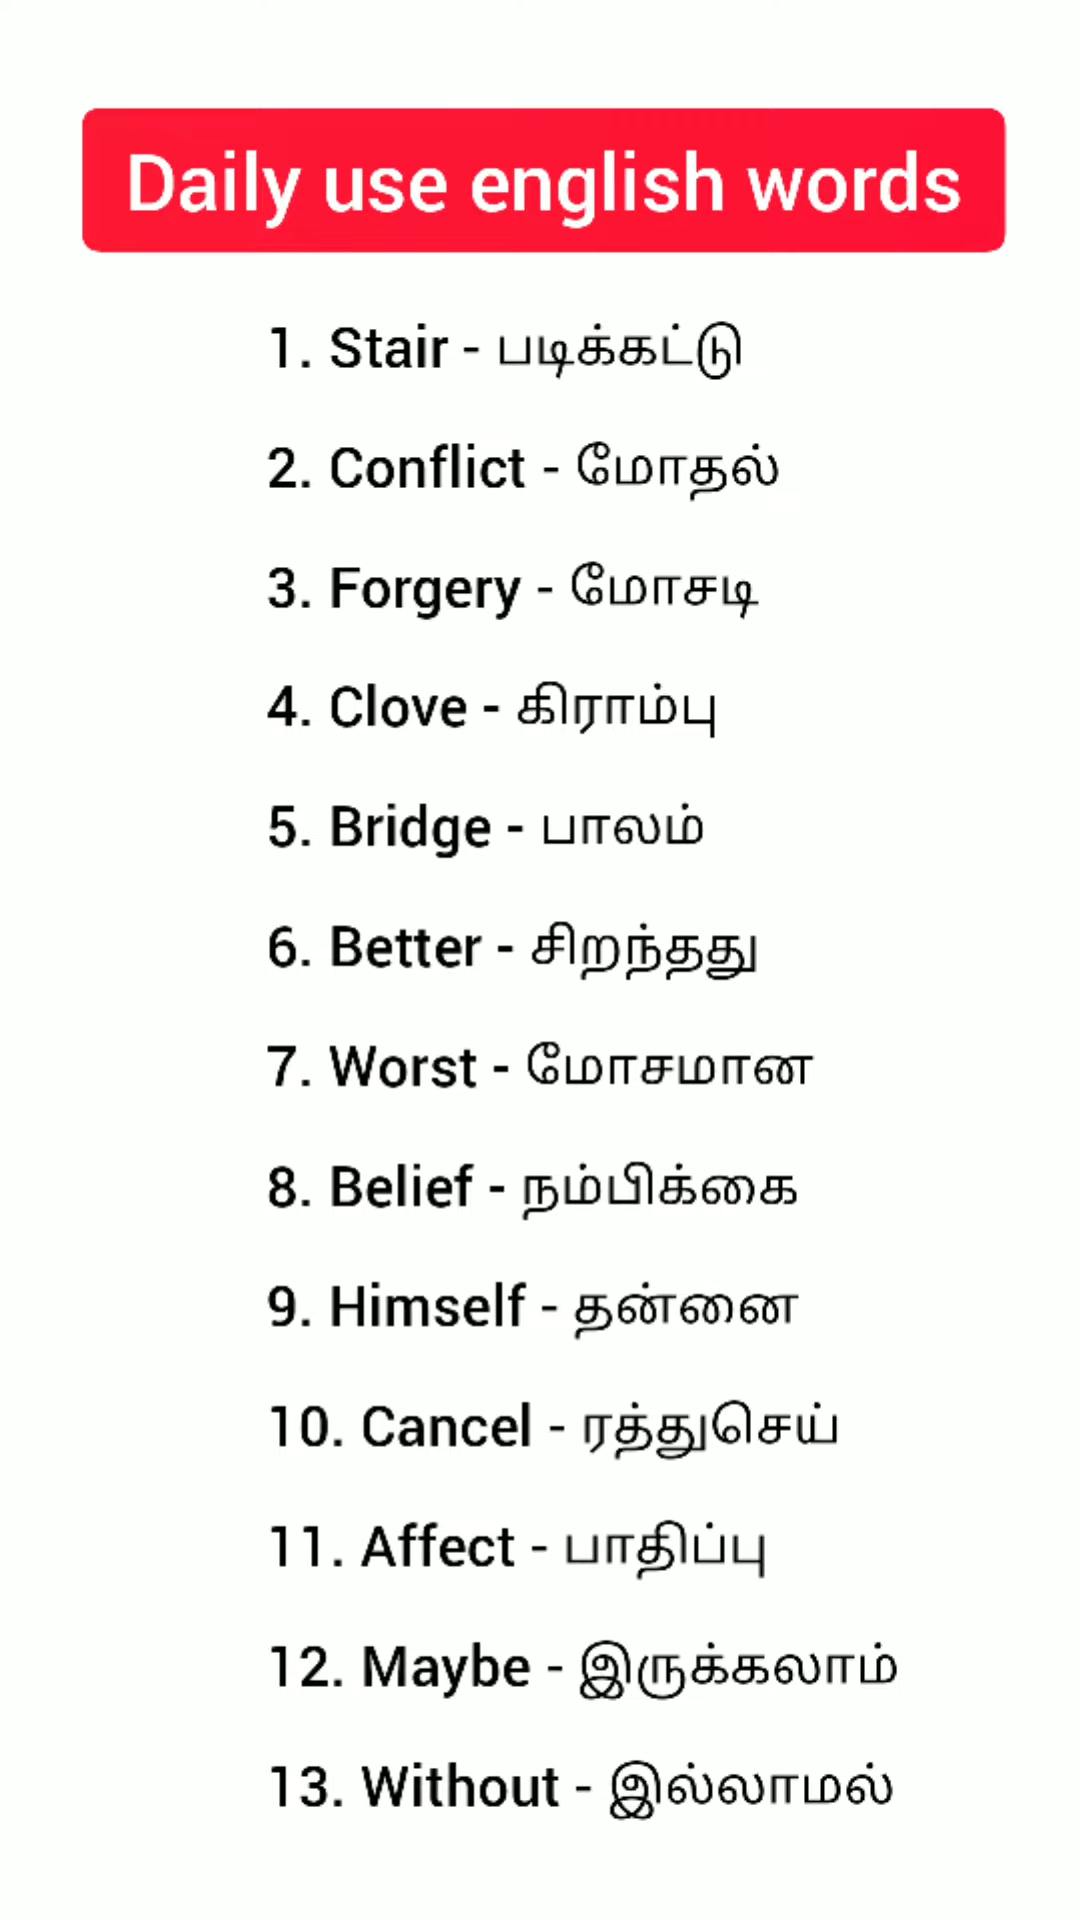 Daily use english words
1. Stair - படிக்கட்டு
2. Conflict - மோதல்
3. Forgery - மோசடி
4. Clove - கிராம்பு
5. Bridge - பாலம்
6. Better - சிறந்தது
7. Worst - மோசமான
8. Belief - நம்பிக்கை
9. Himself - தன்னை
10. Cancel - ரத்துசெய்
11. Affect - பாதிப்பு
12. Maybe - இருக்கலாம்
13. Without - இல்லாமல்